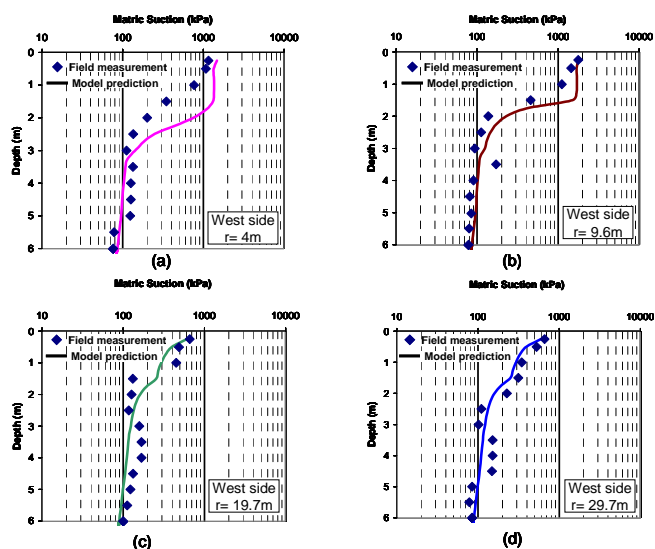 Matric Suction (kPa)
10 100 1000 10000
0
1
2
3
4
5
6
Depth (m)
Field measurement
Model prediction
West side
r= 4m
(a)
Matric Suction (kPa)
10 100 1000 10000
0
1
2
3
4
5
6
Depth (m)
Field measurement
Model prediction
West side
r= 9.6m
(b)
Matric Suction (kPa)
10 100 1000 10000
0
1
2
3
4
5
6
Depth (m)
Field measurement
Model prediction
West side
r= 19.7m
(c)
Matric Suction (kPa)
10 100 1000 10000
0
1
2
3
4
5
6
Depth (m)
Field measurement
Model prediction
West side
r= 29.7m
(d)